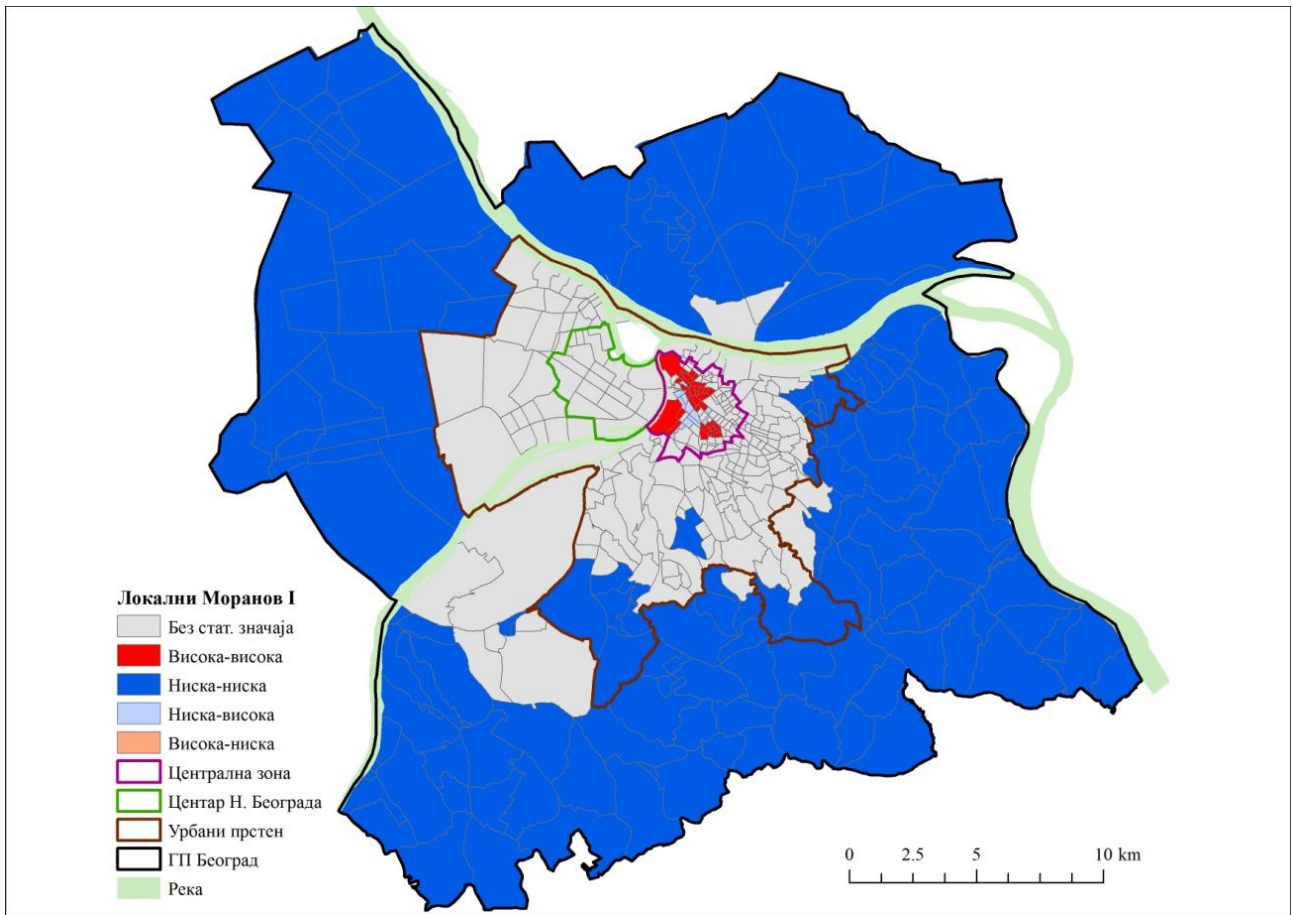 Локални Моранов I
Без стат. значаја
Висока-висока
Ниска-ниска
Ниска-висока
Висока-ниска
Централна зона
Центар Н. Београда
Урбани прстен
ГП Београд
Река
0 2.5 5 10 km